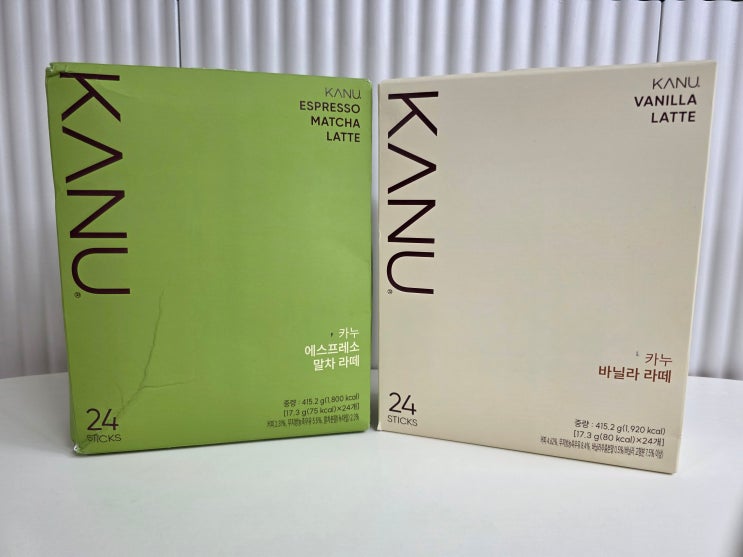 KANU®
KANU
ESPRESSO
MATCHA
LATTE
카누
에스프레소
말차 라떼
24
STICKS
중량 : 415.2 g(1,800 kcal)
[17.3 g(75 kcal)×24개]
KANU®
KANU
VANILLA
LATTE
카누
바닐라 라떼
24
STICKS
중량 : 415.2 g(1,920 kcal)
[17.3 g(80 kcal)×24개]